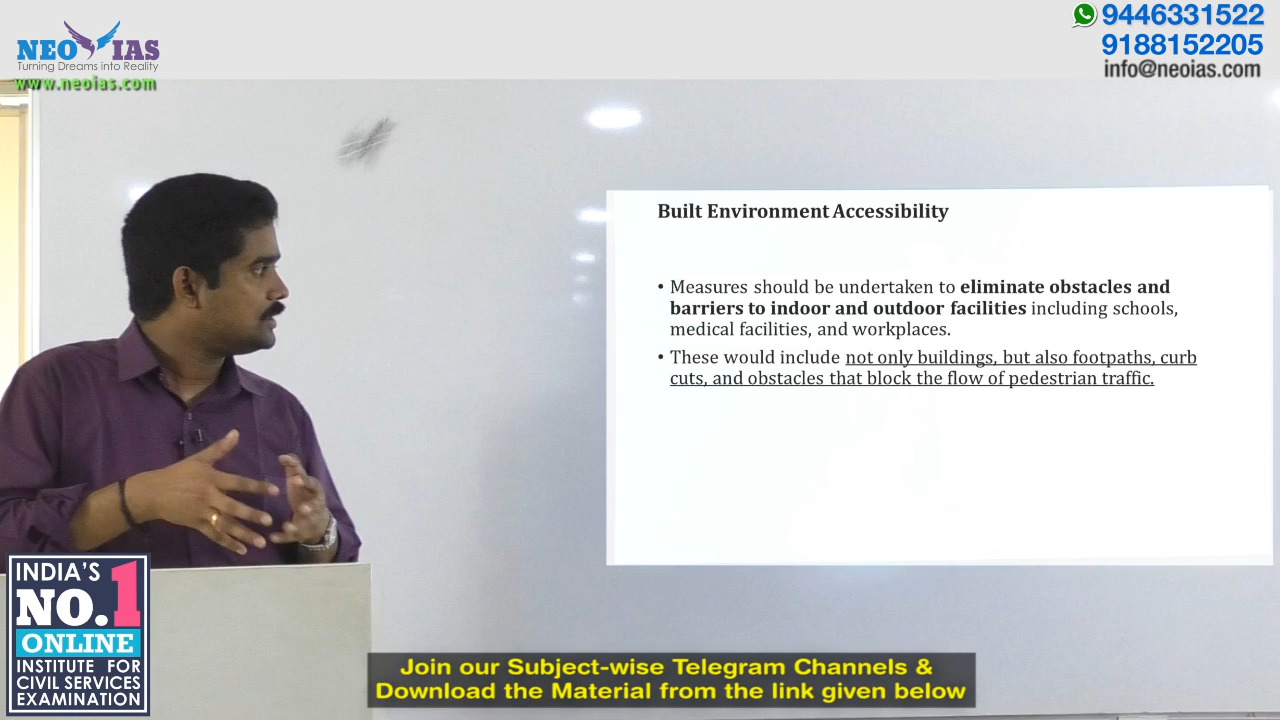 NEO IAS
Turning Dreams into Reality
www.neoias.com
9446331522
9188152205
info@neoias.com
Built Environment Accessibility
• Measures should be undertaken to eliminate obstacles and
barriers to indoor and outdoor facilities including schools,
medical facilities, and workplaces.
• These would include not only buildings, but also footpaths, curb
cuts, and obstacles that block the flow of pedestrian traffic.
INDIA'S
NO.1
ONLINE
INSTITUTE FOR
CIVIL SERVICES
EXAMINATION
Join our Subject-wise Telegram Channels &
Download the Material from the link given below